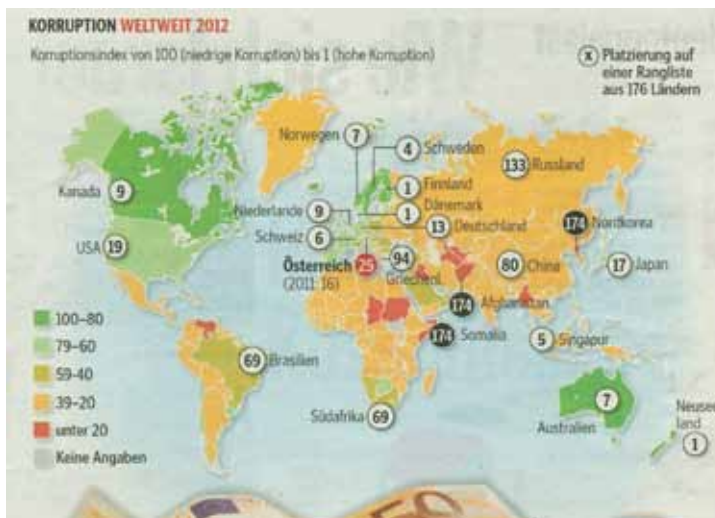 KORRUPTION WELTWEIT 2012
Korruptionsindex von 100 (niedrige Korruption) bis 1 (hohe Korruption)
x Platzierung auf
einer Rangliste
aus 176 Ländern
Norwegen 7
4 Schweden
133 Russland
1 Finnland
Kanada 9
1 Dänemark
Niederlande 9
13 Deutschland
174 Nordkorea
USA 19
Schweiz 6
Österreich 25
(2011: 16)
94
Griechenl.
80 China
17 Japan
174 Afghanistan
174 Somalia
5 Singapur
69 Brasilien
Südafrika 69
7
Australien
Neusee
land
1
100–80
79–60
59-40
39–20
unter 20
Keine Angaben
50